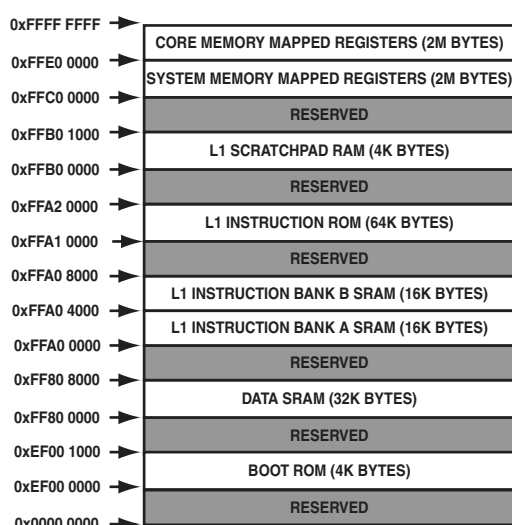 0xFFFF FFFF
CORE MEMORY MAPPED REGISTERS (2M BYTES)
0xFFE0 0000
SYSTEM MEMORY MAPPED REGISTERS (2M BYTES)
0xFFC0 0000
RESERVED
0xFFB0 1000
L1 SCRATCHPAD RAM (4K BYTES)
0xFFB0 0000
RESERVED
0xFFA2 0000
L1 INSTRUCTION ROM (64K BYTES)
0xFFA1 0000
RESERVED
0xFFA0 8000
L1 INSTRUCTION BANK B SRAM (16K BYTES)
0xFFA0 4000
L1 INSTRUCTION BANK A SRAM (16K BYTES)
0xFFA0 0000
RESERVED
0xFF80 8000
DATA SRAM (32K BYTES)
0xFF80 0000
RESERVED
0xEF00 1000
BOOT ROM (4K BYTES)
0xEF00 0000
RESERVED
0x0000 0000